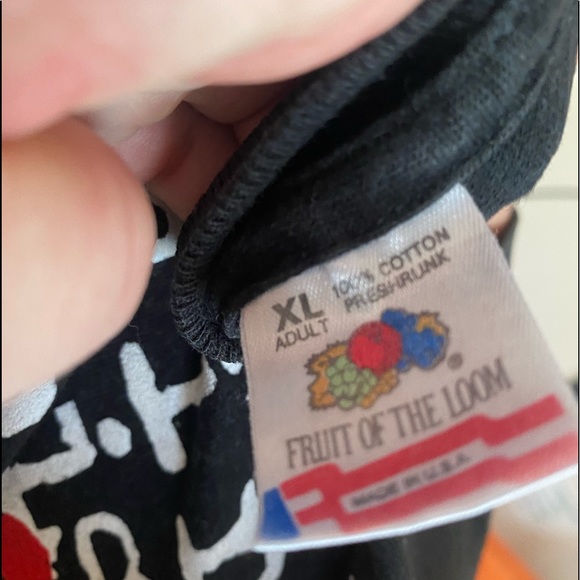 XL 100% COTTON
ADULT PRESHRUNK
®
FRUIT OF THE LOOM
MADE IN U.S.A.